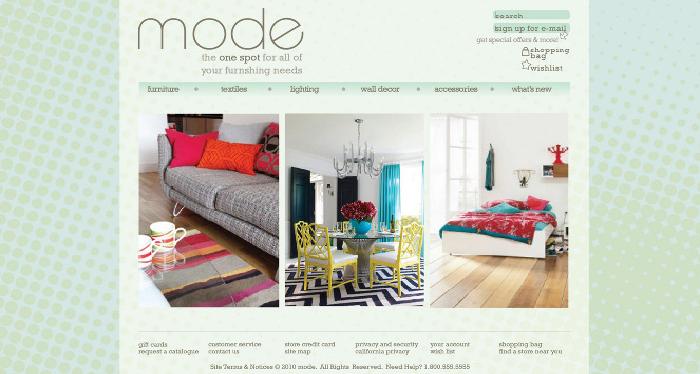 mode
the one spot for all of
your furnshing needs
search
sign up for e-mail
get special offers & more!
shopping
bag
wishlist
furniture textiles lighting wall decor accessories what's new
gift cards customer service store credit card privacy and security your account shopping bag
request a catalogue contact us site map california privacy wish list find a store near you
Site Terms & Notices © 2010 mode. All Rights Reserved. Need Help? 1.800.555.5555